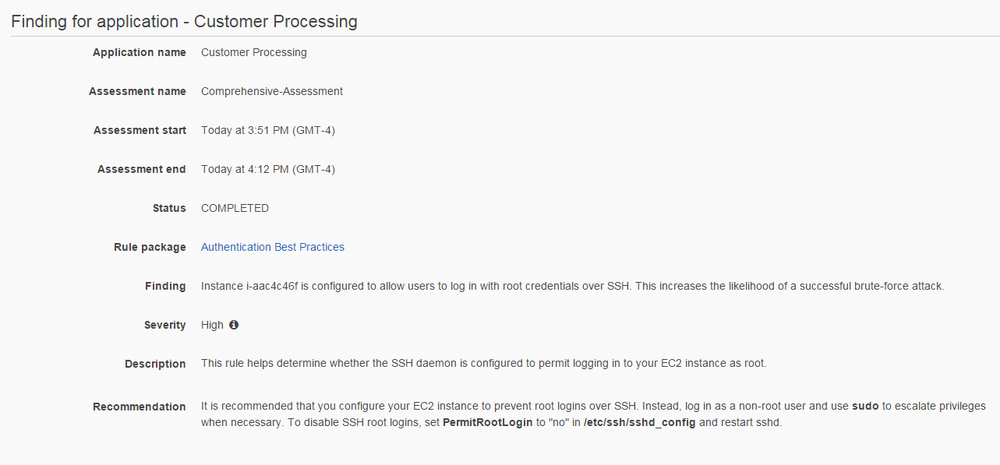 Finding for application - Customer Processing
Application name Customer Processing
Assessment name Comprehensive-Assessment
Assessment start Today at 3:51 PM (GMT-4)
Assessment end Today at 4:12 PM (GMT-4)
Status COMPLETED
Rule package Authentication Best Practices
Finding Instance i-aac4c46f is configured to allow users to log in with root credentials over SSH. This increases the likelihood of a successful brute-force attack.
Severity High
Description This rule helps determine whether the SSH daemon is configured to permit logging in to your EC2 instance as root.
Recommendation It is recommended that you configure your EC2 instance to prevent root logins over SSH. Instead, log in as a non-root user and use sudo to escalate privileges
when necessary. To disable SSH root logins, set PermitRootLogin to "no" in /etc/ssh/sshd_config and restart sshd.